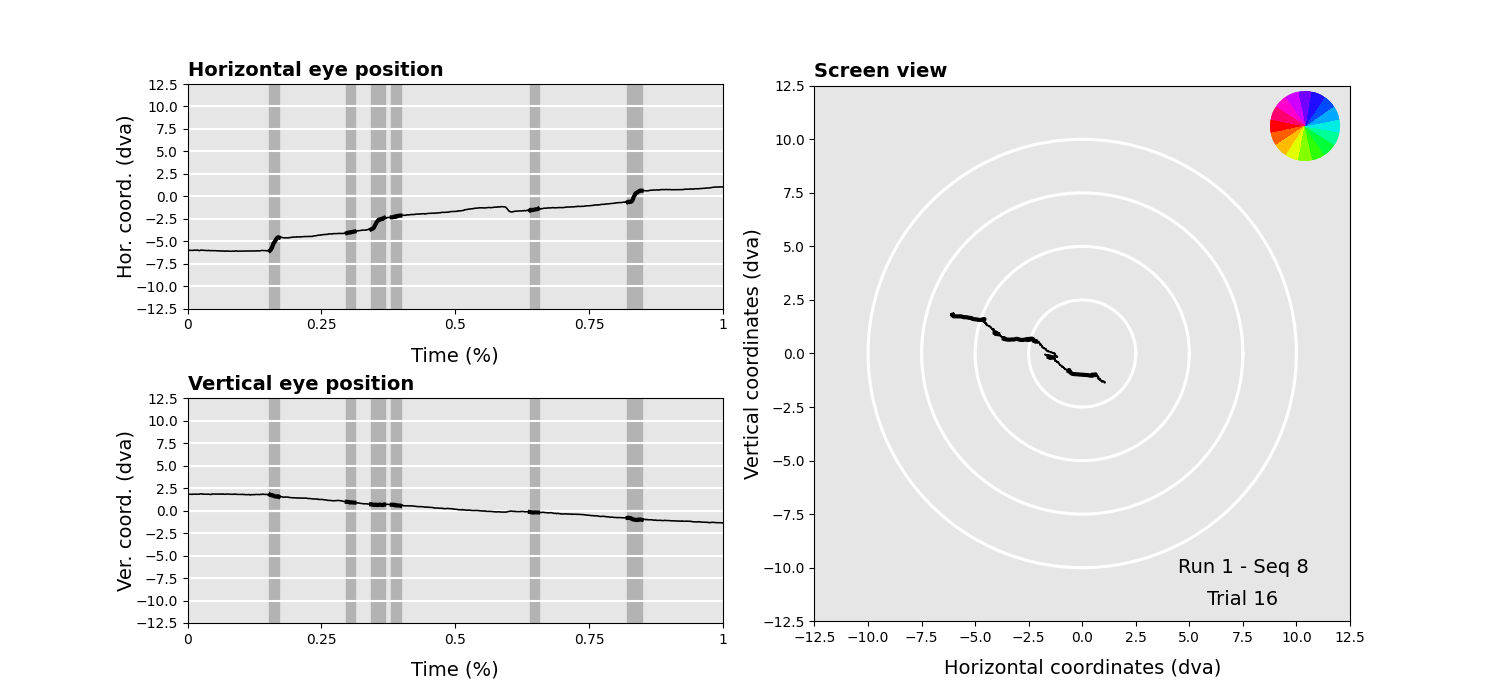 Horizontal eye position
Hor. coord. (dva)
12.5
10.0
7.5
5.0
2.5
0.0
−2.5
−5.0
−7.5
−10.0
−12.5
0 0.25 0.5 0.75 1
Time (%)
Vertical eye position
Ver. coord. (dva)
12.5
10.0
7.5
5.0
2.5
0.0
−2.5
−5.0
−7.5
−10.0
−12.5
0 0.25 0.5 0.75 1
Time (%)
Screen view
Vertical coordinates (dva)
12.5
10.0
7.5
5.0
2.5
0.0
−2.5
−5.0
−7.5
−10.0
−12.5
Run 1 - Seq 8
Trial 16
−12.5 −10.0 −7.5 −5.0 −2.5 0.0 2.5 5.0 7.5 10.0 12.5
Horizontal coordinates (dva)